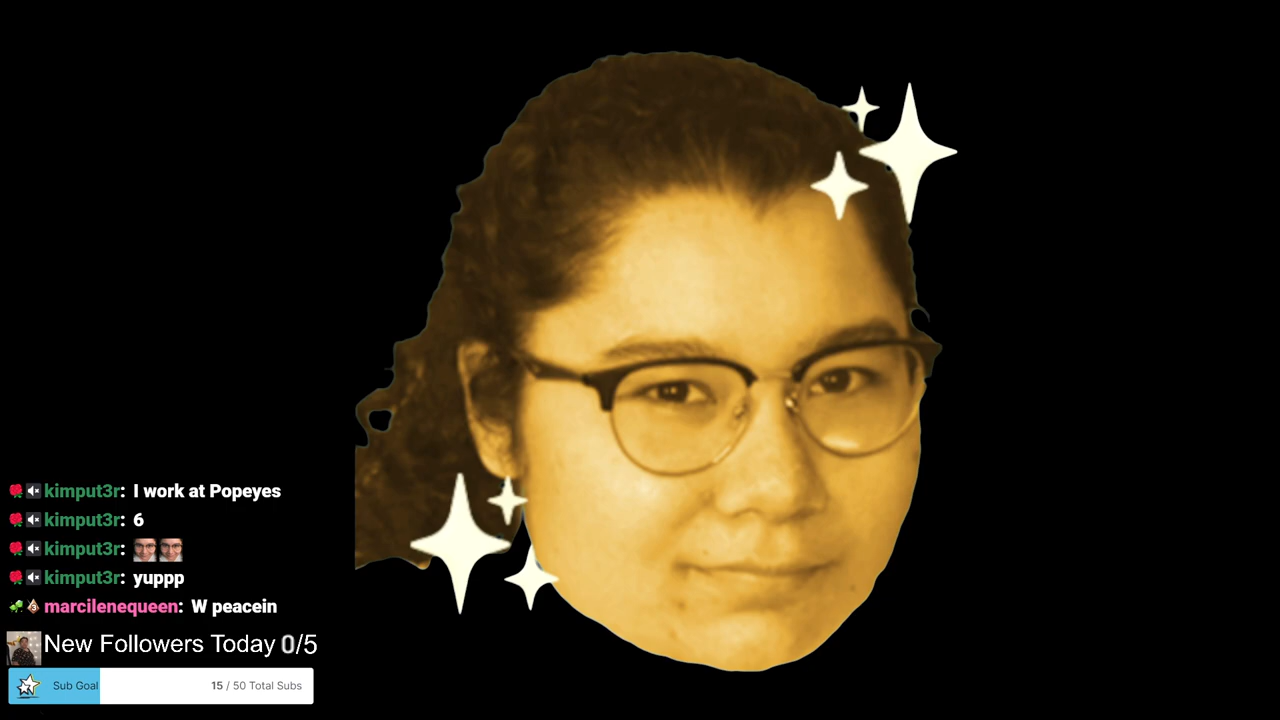 kimput3r: I work at Popeyes
kimput3r: 6
kimput3r:
kimput3r: yuppp
marcilenequeen: W peacein
New Followers Today 0/5
Sub Goal 15 / 50 Total Subs